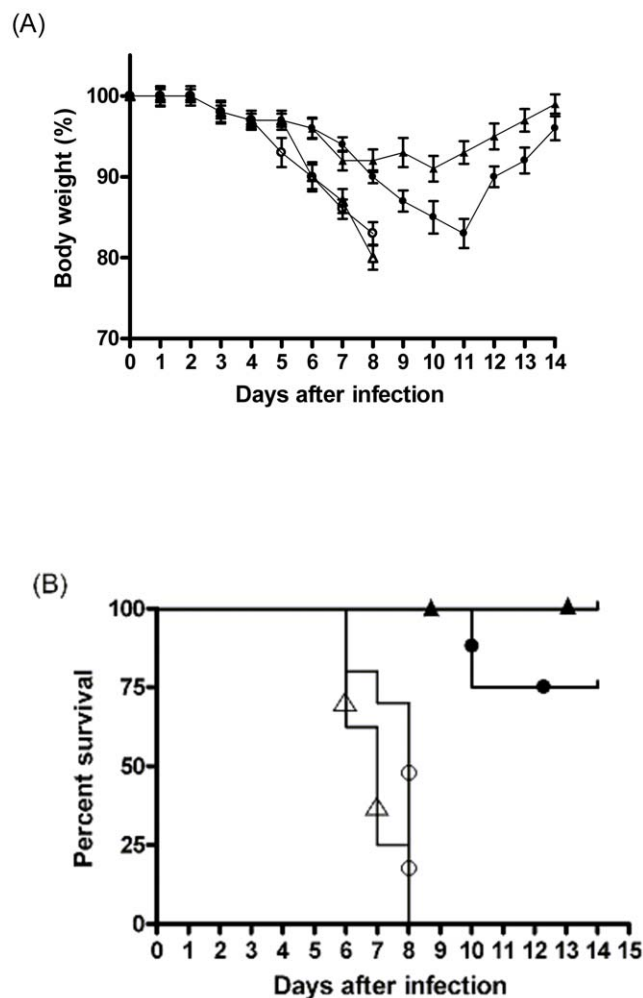 (A)
100
90
80
70
Body weight (%)
0 1 2 3 4 5 6 7 8 9 10 11 12 13 14
Days after infection
(B)
100
75
50
25
0
Percent survival
0 1 2 3 4 5 6 7 8 9 10 11 12 13 14 15
Days after infection